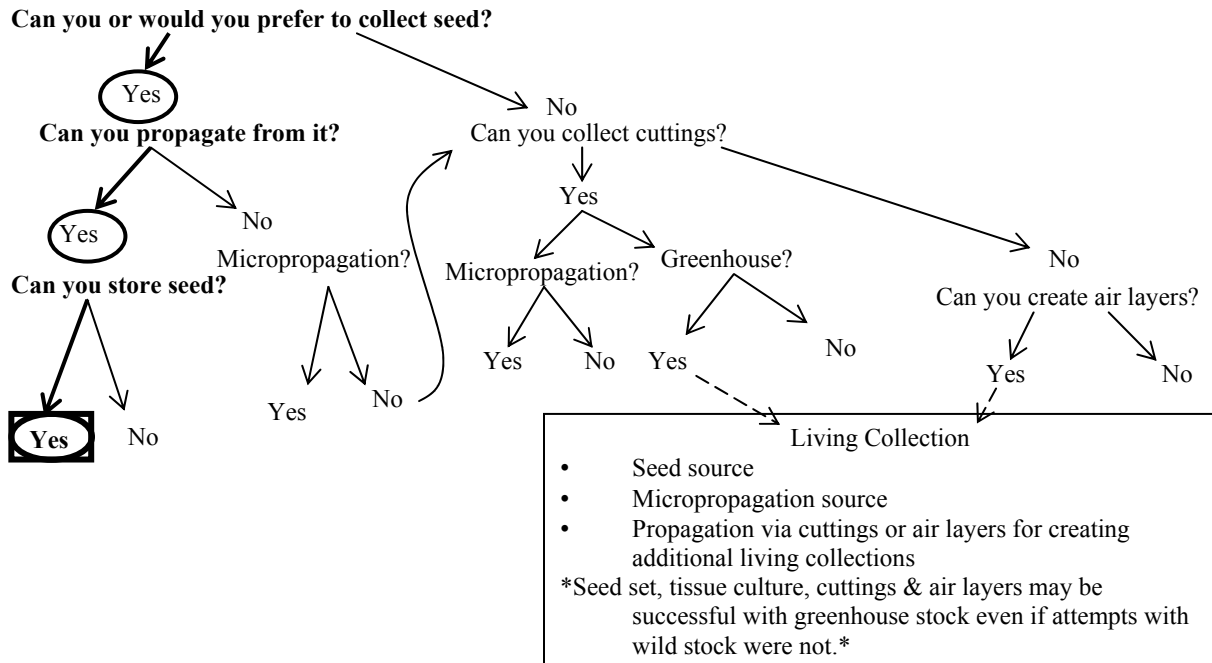 Can you or would you prefer to collect seed?
Yes
No
Can you propagate from it?
Can you collect cuttings?
Yes
No
Yes
No
Micropropagation?
Micropropagation?
Greenhouse?
Can you store seed?
Can you create air layers?
Yes
No
Yes
No
Yes
No
Yes
No
Yes
No
Living Collection
• Seed source
• Micropropagation source
• Propagation via cuttings or air layers for creating
additional living collections
*Seed set, tissue culture, cuttings & air layers may be
successful with greenhouse stock even if attempts with
wild stock were not.*